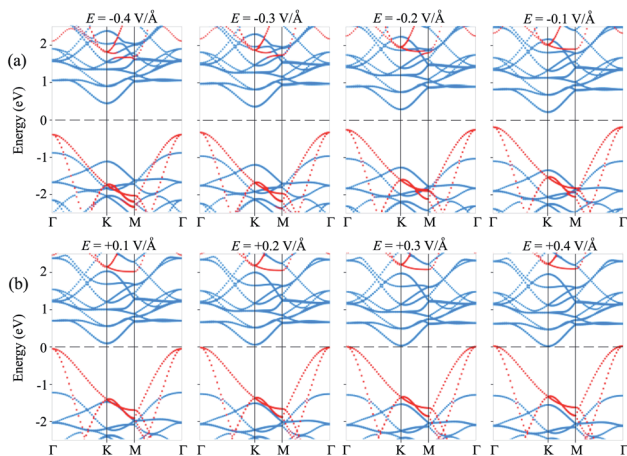 E = -0.4 V/Å E = -0.3 V/Å E = -0.2 V/Å E = -0.1 V/Å
(a)
Energy (eV)
2
1
0
-1
-2
Γ K M Γ Γ K M Γ Γ K M Γ Γ K M Γ
E = +0.1 V/Å E = +0.2 V/Å E = +0.3 V/Å E = +0.4 V/Å
(b)
Energy (eV)
2
1
0
-1
-2
Γ K M Γ Γ K M Γ Γ K M Γ Γ K M Γ